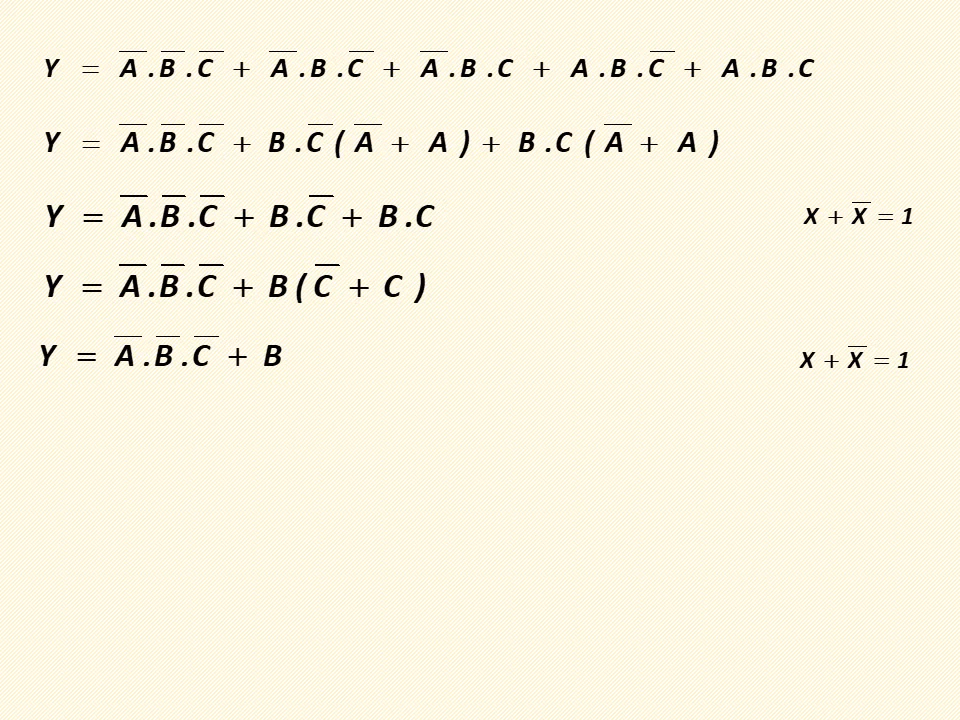 Y = A̅ . B̅ . C̅ + A̅ . B . C̅ + A̅ . B . C + A . B . C̅ + A . B . C
Y = A̅ . B̅ . C̅ + B . C̅ ( A̅ + A ) + B . C ( A̅ + A )
Y = A̅ . B̅ . C̅ + B . C̅ + B . C X + X̅ = 1
Y = A̅ . B̅ . C̅ + B ( C̅ + C )
Y = A̅ . B̅ . C̅ + B X + X̅ = 1